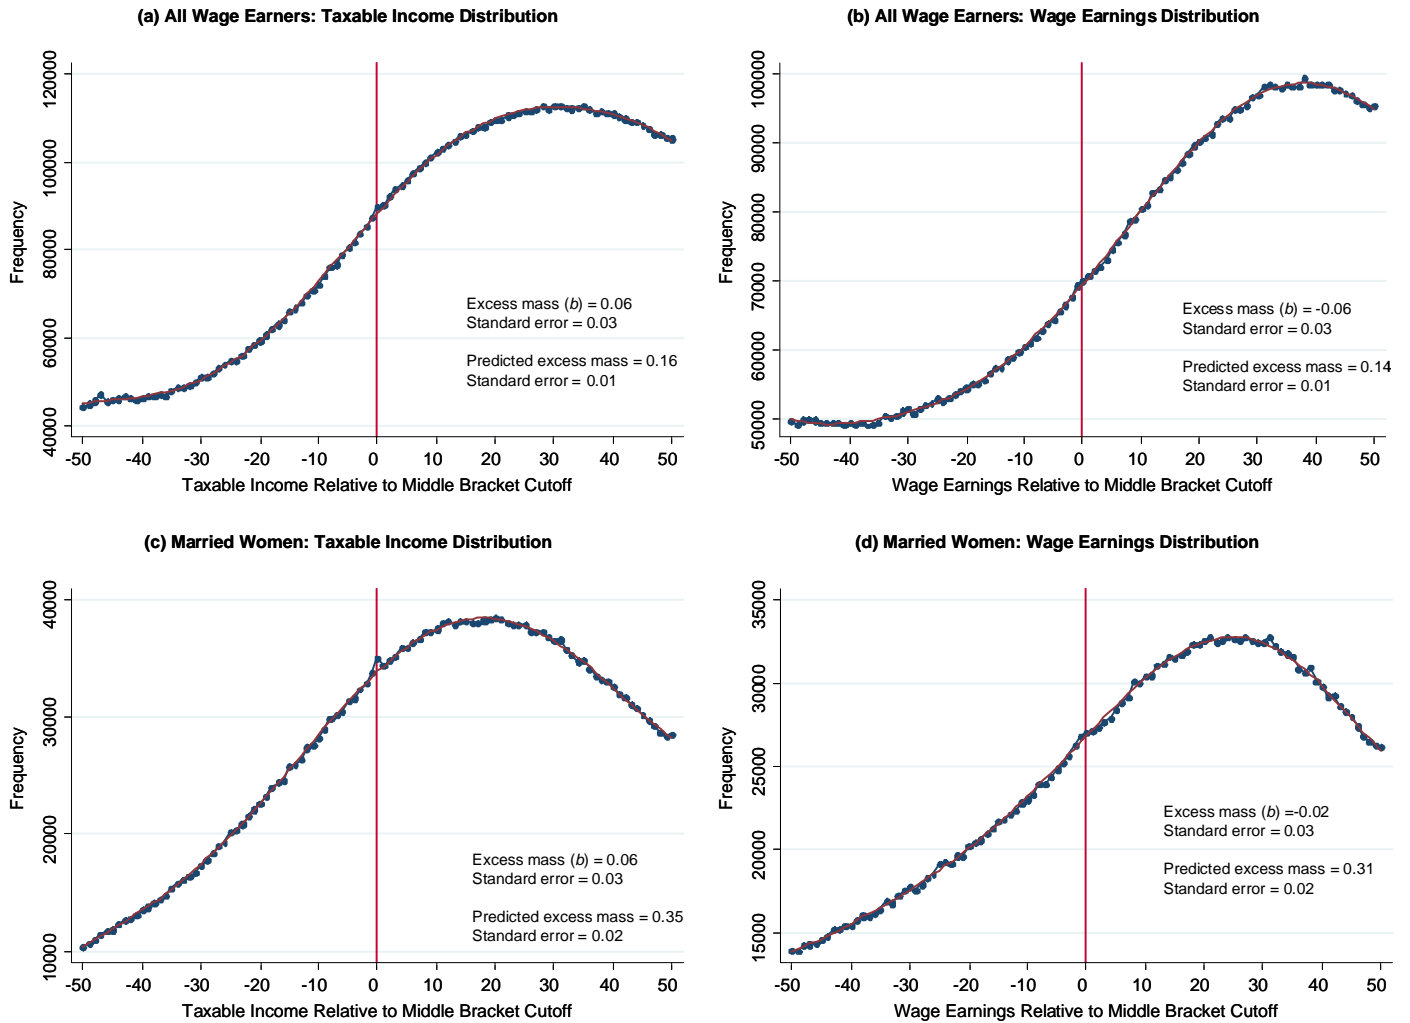 (a) All Wage Earners: Taxable Income Distribution
Frequency
120000
100000
80000
60000
40000
Excess mass (b) = 0.06
Standard error = 0.03
Predicted excess mass = 0.16
Standard error = 0.01
-50 -40 -30 -20 -10 0 10 20 30 40 50
Taxable Income Relative to Middle Bracket Cutoff
(b) All Wage Earners: Wage Earnings Distribution
Frequency
100000
90000
80000
70000
60000
50000
Excess mass (b) = -0.06
Standard error = 0.03
Predicted excess mass = 0.14
Standard error = 0.01
-50 -40 -30 -20 -10 0 10 20 30 40 50
Wage Earnings Relative to Middle Bracket Cutoff
(c) Married Women: Taxable Income Distribution
Frequency
40000
30000
20000
10000
Excess mass (b) = 0.06
Standard error = 0.03
Predicted excess mass = 0.35
Standard error = 0.02
-50 -40 -30 -20 -10 0 10 20 30 40 50
Taxable Income Relative to Middle Bracket Cutoff
(d) Married Women: Wage Earnings Distribution
Frequency
35000
30000
25000
20000
15000
Excess mass (b) =-0.02
Standard error = 0.03
Predicted excess mass = 0.31
Standard error = 0.02
-50 -40 -30 -20 -10 0 10 20 30 40 50
Wage Earnings Relative to Middle Bracket Cutoff